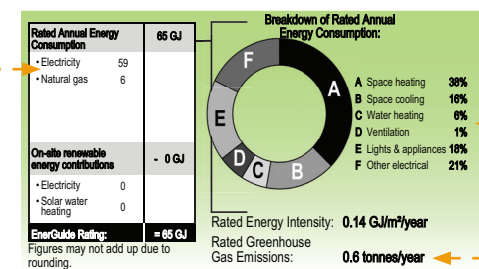 Rated Annual Energy Consumption 65 GJ
• Electricity 59
• Natural gas 6
On-site renewable energy contributions - 0 GJ
• Electricity 0
• Solar water heating 0
EnerGuide Rating: = 65 GJ
Figures may not add up due to
rounding.
Breakdown of Rated Annual
Energy Consumption:
F
A
E
D
C
B
A Space heating 38%
B Space cooling 16%
C Water heating 6%
D Ventilation 1%
E Lights & appliances 18%
F Other electrical 21%
Rated Energy Intensity: 0.14 GJ/m²/year
Rated Greenhouse
Gas Emissions: 0.6 tonnes/year